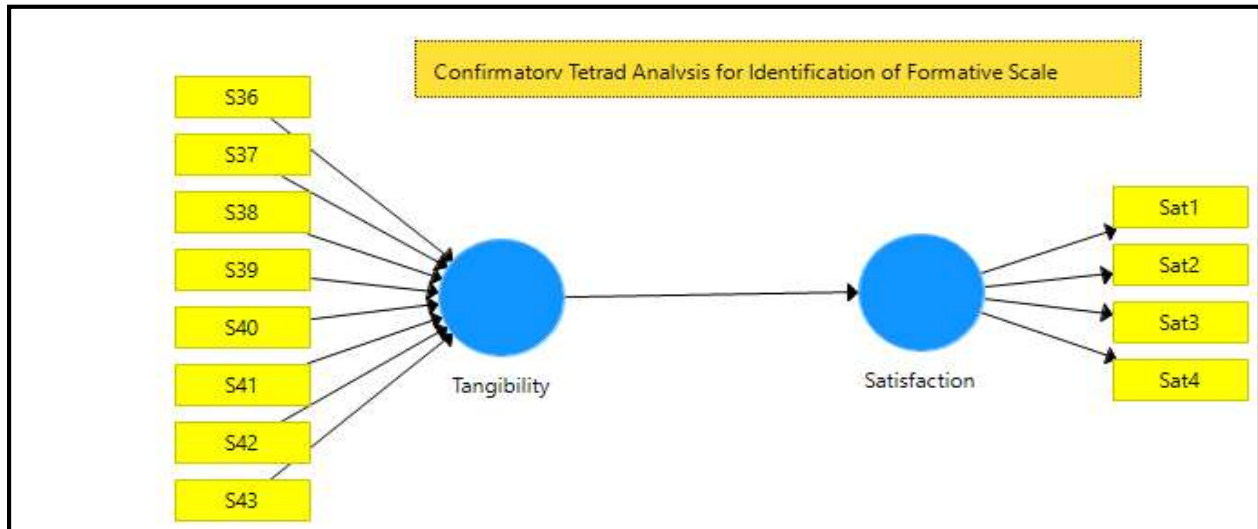 Confirmatory Tetrad Analysis for Identification of Formative Scale
S36
S37
S38
S39
S40
S41
S42
S43
Tangibility
Satisfaction
Sat1
Sat2
Sat3
Sat4